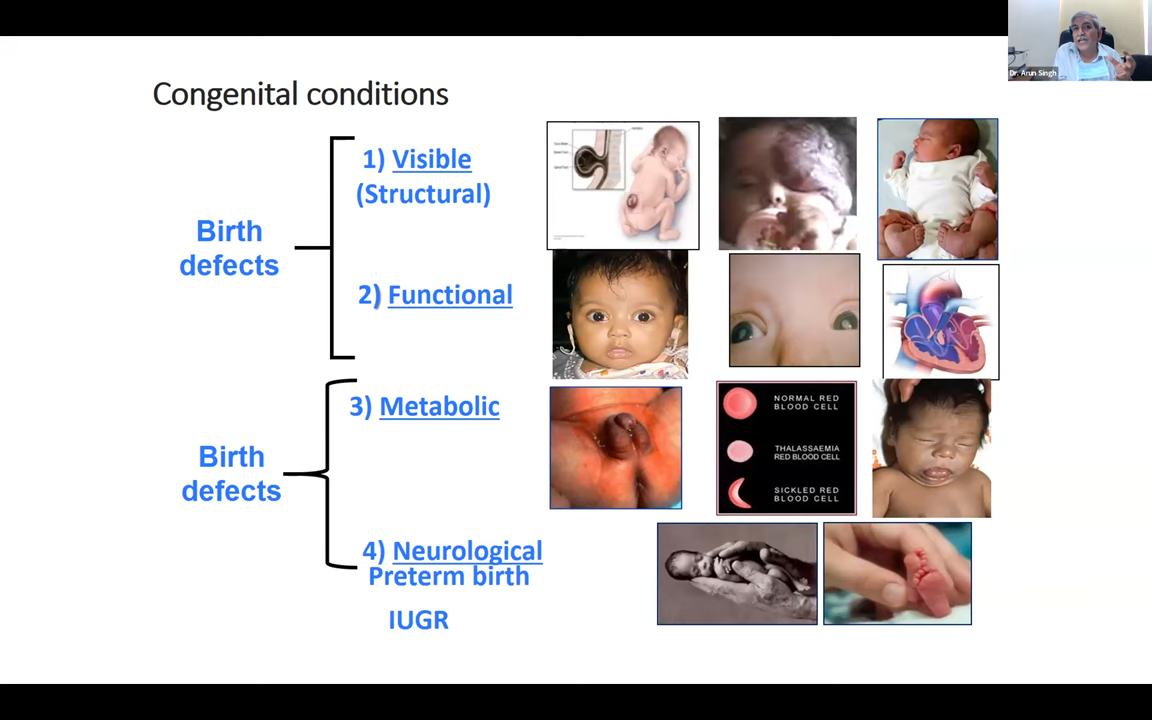 Dr. Arun Singh
Congenital conditions
1) Visible
(Structural)
Birth
defects
2) Functional
3) Metabolic
Birth
defects
4) Neurological
Preterm birth
IUGR
NORMAL RED
BLOOD CELL
THALASSAEMIA
RED BLOOD CELL
SICKLED RED
BLOOD CELL